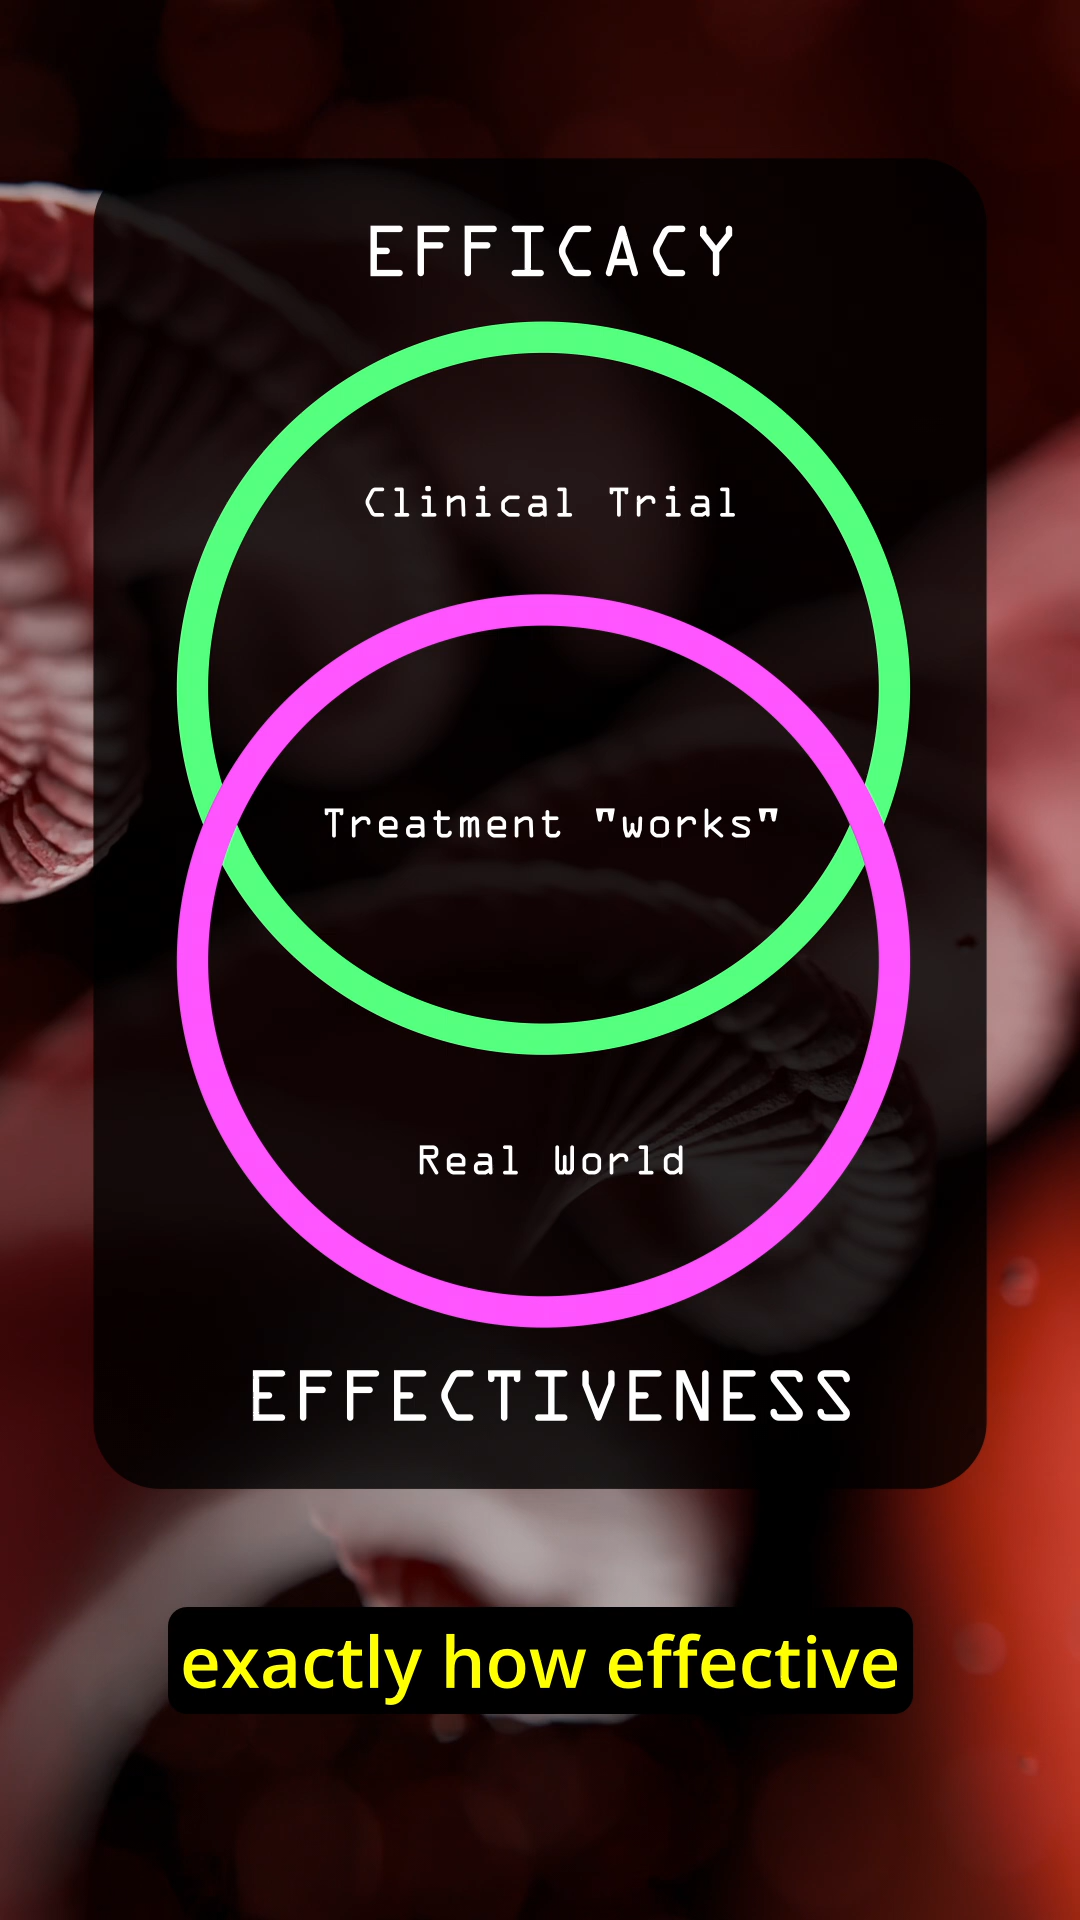 EFFICACY
Clinical Trial
Treatment "works"
Real World
EFFECTIVENESS
exactly how effective